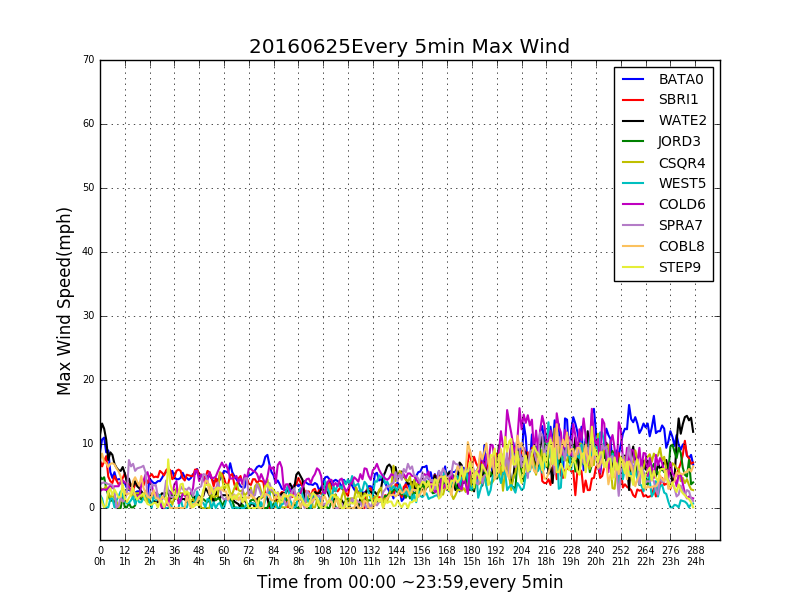 20160625Every 5min Max Wind
70
60
50
40
30
20
10
0
Max Wind Speed(mph)
BATA0
SBRI1
WATE2
JORD3
CSQR4
WEST5
COLD6
SPRA7
COBL8
STEP9
0 12 24 36 48 60 72 84 96 108 120 132 144 156 168 180 192 204 216 228 240 252 264 276 288
0h 1h 2h 3h 4h 5h 6h 7h 8h 9h 10h 11h 12h 13h 14h 15h 16h 17h 18h 19h 20h 21h 22h 23h 24h
Time from 00:00 ~23:59,every 5min